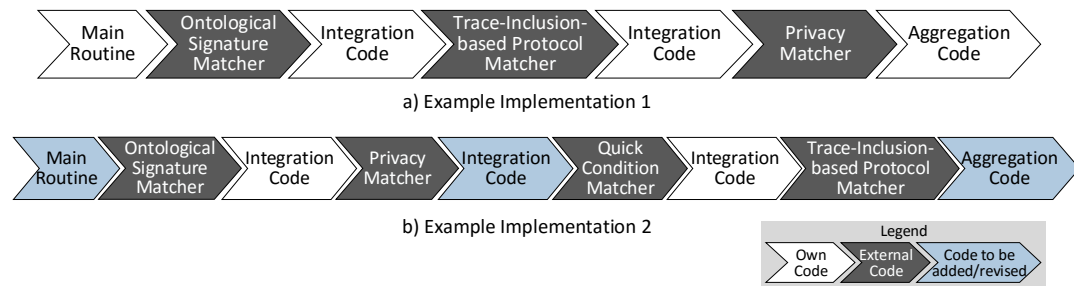 Main
Routine
Ontological
Signature
Matcher
Integration
Code
Trace-Inclusion-
based Protocol
Matcher
Integration
Code
Privacy
Matcher
Aggregation
Code
a) Example Implementation 1
Main
Routine
Ontological
Signature
Matcher
Integration
Code
Privacy
Matcher
Integration
Code
Quick
Condition
Matcher
Integration
Code
Trace-Inclusion-
based Protocol
Matcher
Aggregation
Code
b) Example Implementation 2
Legend
Own
Code
External
Code
Code to be
added/revised